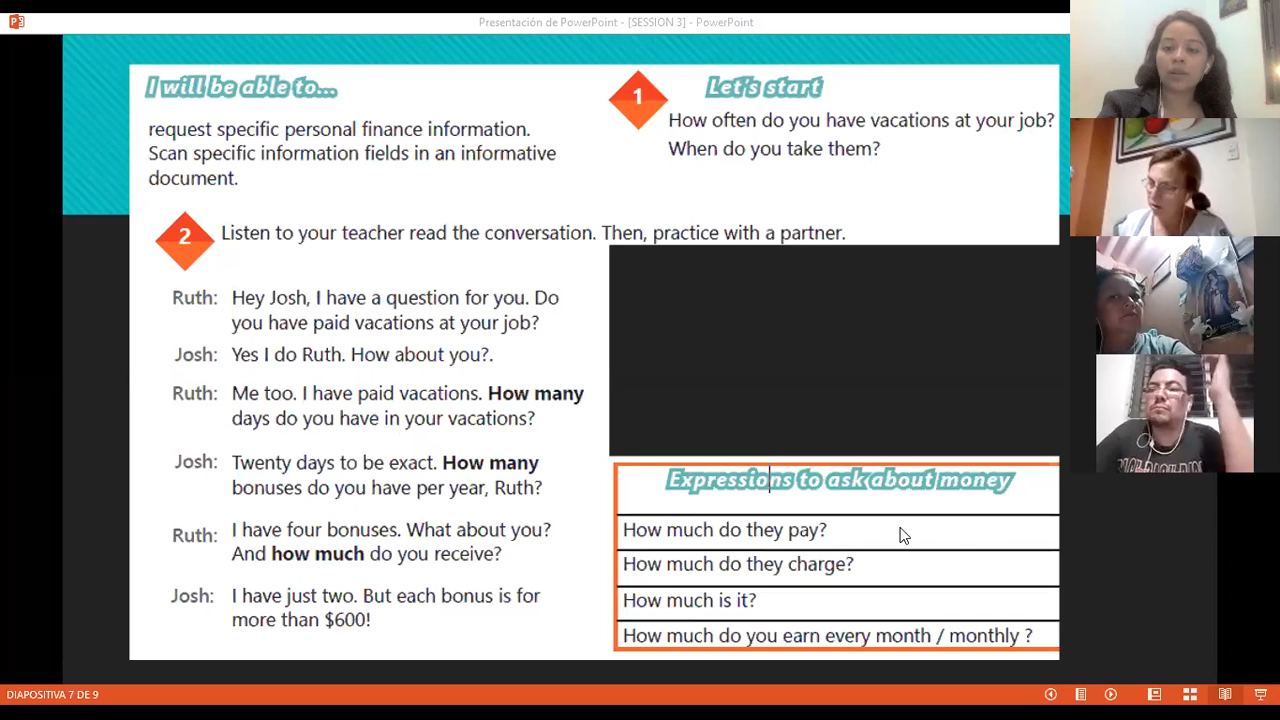 Presentación de PowerPoint - [SESSION 3] - PowerPoint
I will be able to...
request specific personal finance information.
Scan specific information fields in an informative
document.
1
Let's start
How often do you have vacations at your job?
When do you take them?
2
Listen to your teacher read the conversation. Then, practice with a partner.
Ruth: Hey Josh, I have a question for you. Do
you have paid vacations at your job?
Josh: Yes I do Ruth. How about you?.
Ruth: Me too. I have paid vacations. How many
days do you have in your vacations?
Josh: Twenty days to be exact. How many
bonuses do you have per year, Ruth?
Ruth: I have four bonuses. What about you?
And how much do you receive?
Josh: I have just two. But each bonus is for
more than $600!
Expressions to ask about money
How much do they pay?
How much do they charge?
How much is it?
How much do you earn every month / monthly ?
DIAPOSITIVA 7 DE 9